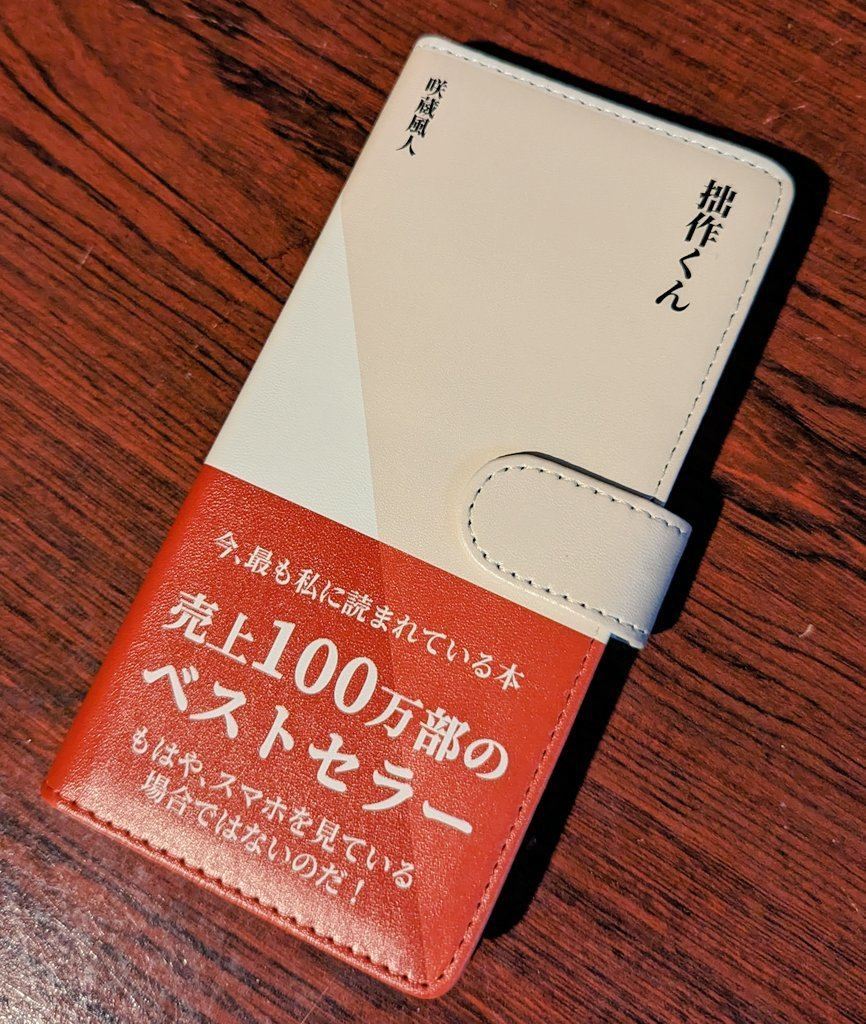 拙作くん
咲蔵風人
今、最も私に読まれている本
売上100万部の
ベストセラー
もはや、スマホを見ている
場合ではないのだ！